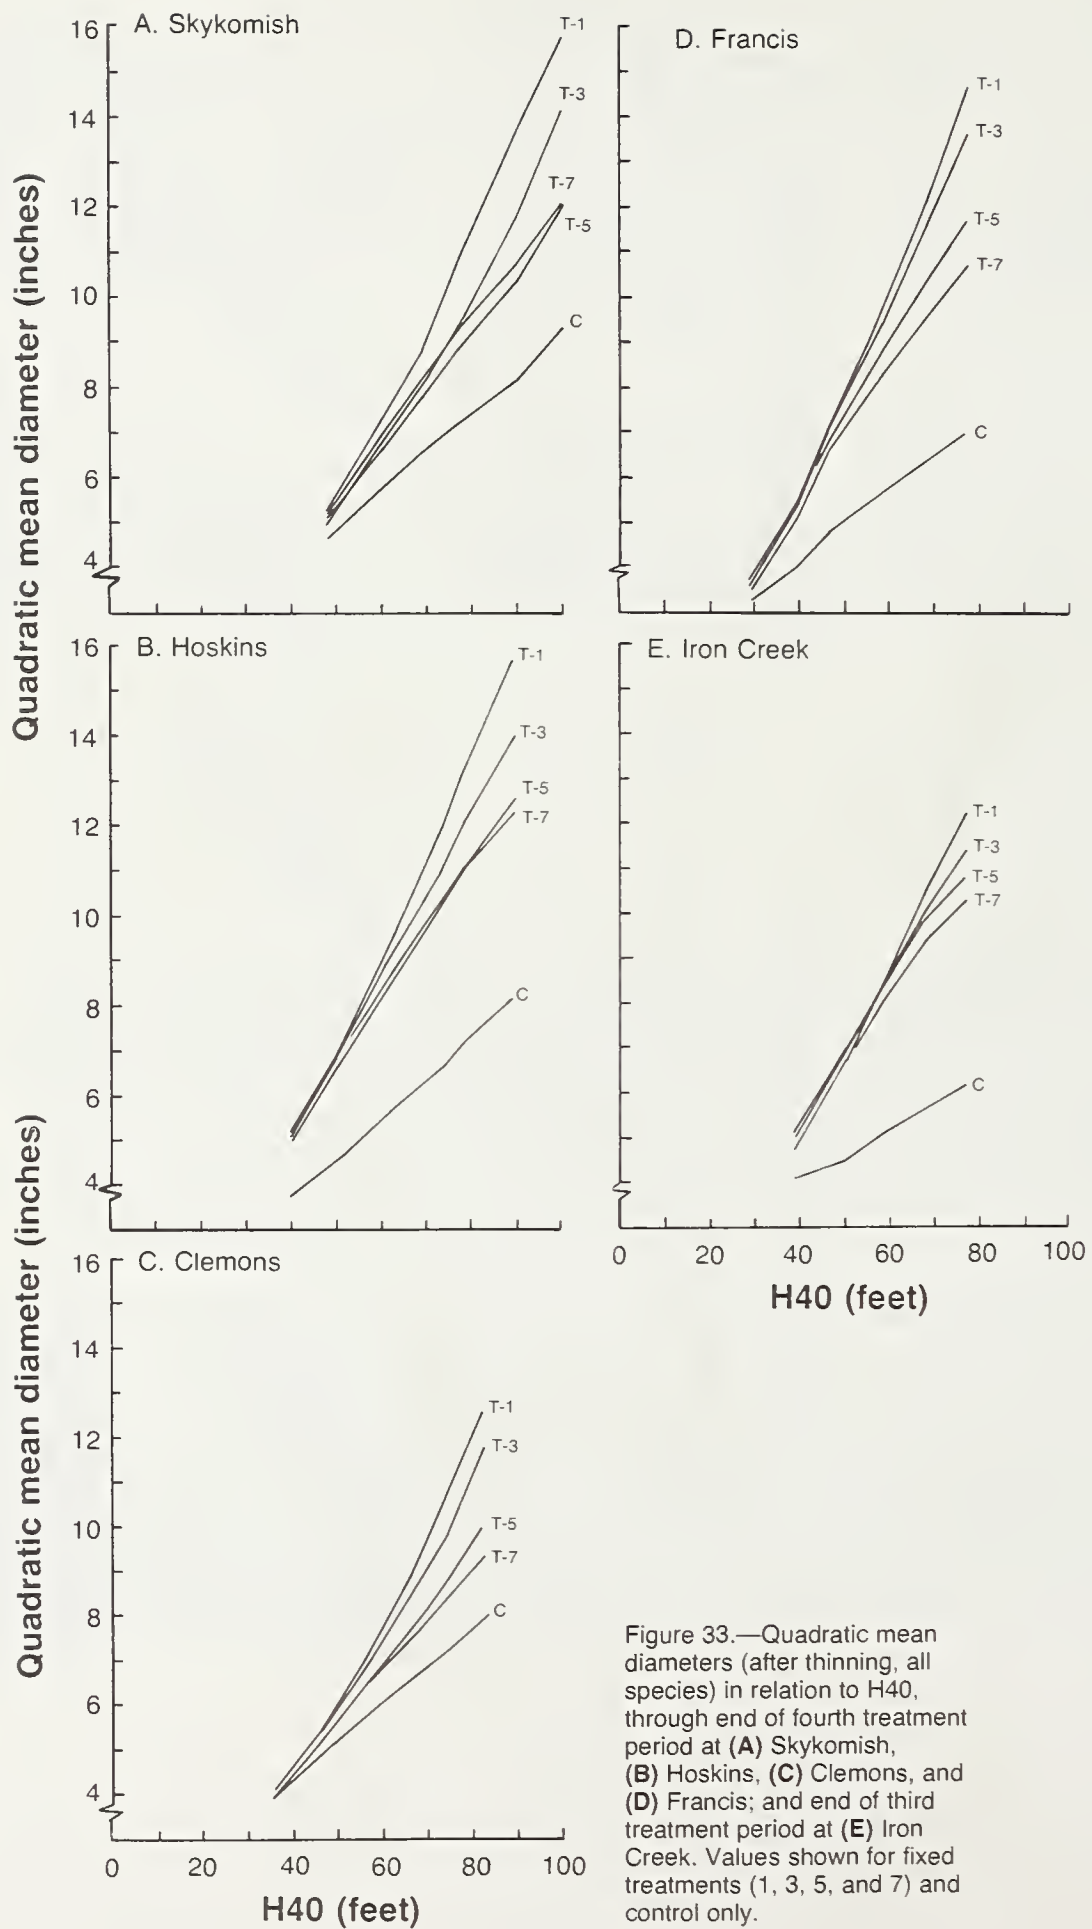 Quadratic mean diameter (inches)
A. Skykomish
16
14
12
10
8
6
4
T-1
T-3
T-7
T-5
C
D. Francis
T-1
T-3
T-5
T-7
C
B. Hoskins
16
14
12
10
8
6
4
T-1
T-3
T-5
T-7
C
E. Iron Creek
T-1
T-3
T-5
T-7
C
0 20 40 60 80 100
H40 (feet)
Quadratic mean diameter (inches)
C. Clemons
16
14
12
10
8
6
4
T-1
T-3
T-5
T-7
C
0 20 40 60 80 100
H40 (feet)
Figure 33.—Quadratic mean
diameters (after thinning, all
species) in relation to H40,
through end of fourth treatment
period at (A) Skykomish,
(B) Hoskins, (C) Clemons, and
(D) Francis; and end of third
treatment period at (E) Iron
Creek. Values shown for fixed
treatments (1, 3, 5, and 7) and
control only.